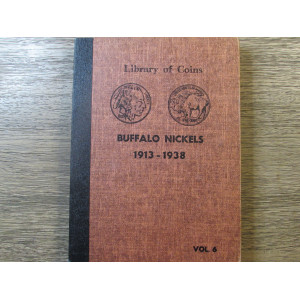 Library of Coins
BUFFALO NICKELS
1913-1938
VOL. 6